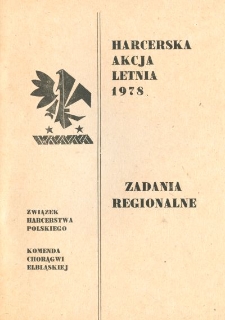 HARCERSKA
AKCJA
LETNIA
1978
ZADANIA
REGIONALNE
ZWIĄZEK
HARCERSTWA
POLSKIEGO
KOMENDA
CHORĄGWI
ELBLĄSKIEJ